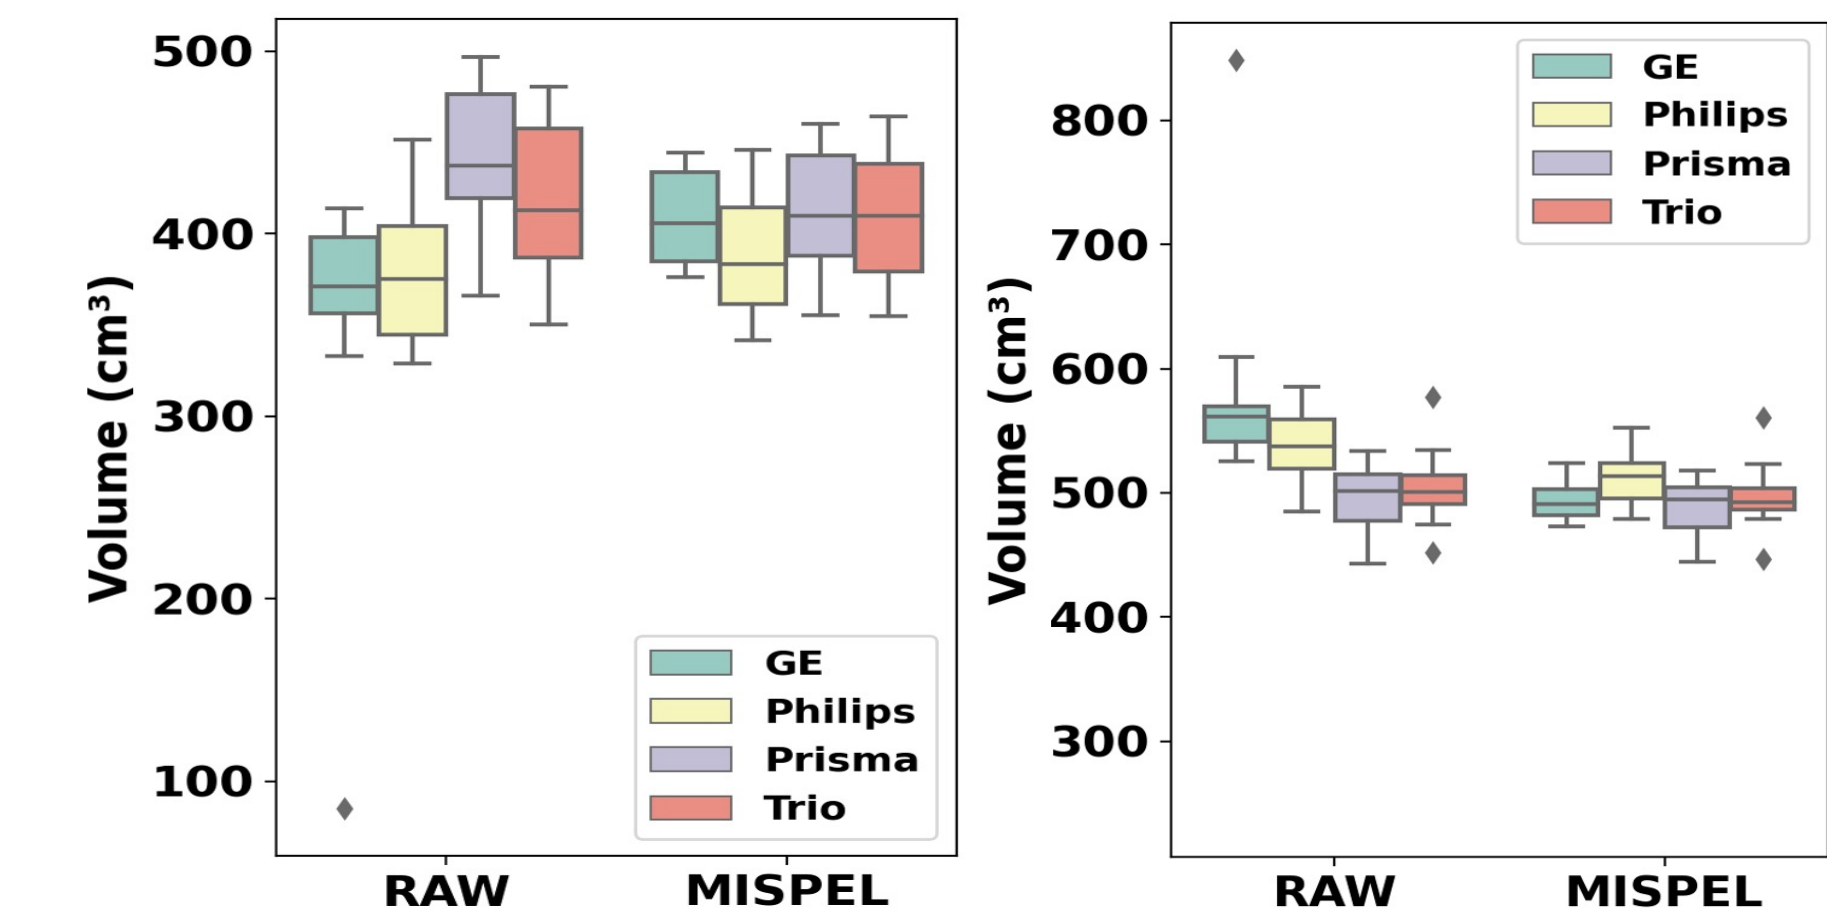 Volume (cm³)
500
400
300
200
100
GE
Philips
Prisma
Trio
RAW
MISPEL
Volume (cm³)
800
700
600
500
400
300
GE
Philips
Prisma
Trio
RAW
MISPEL